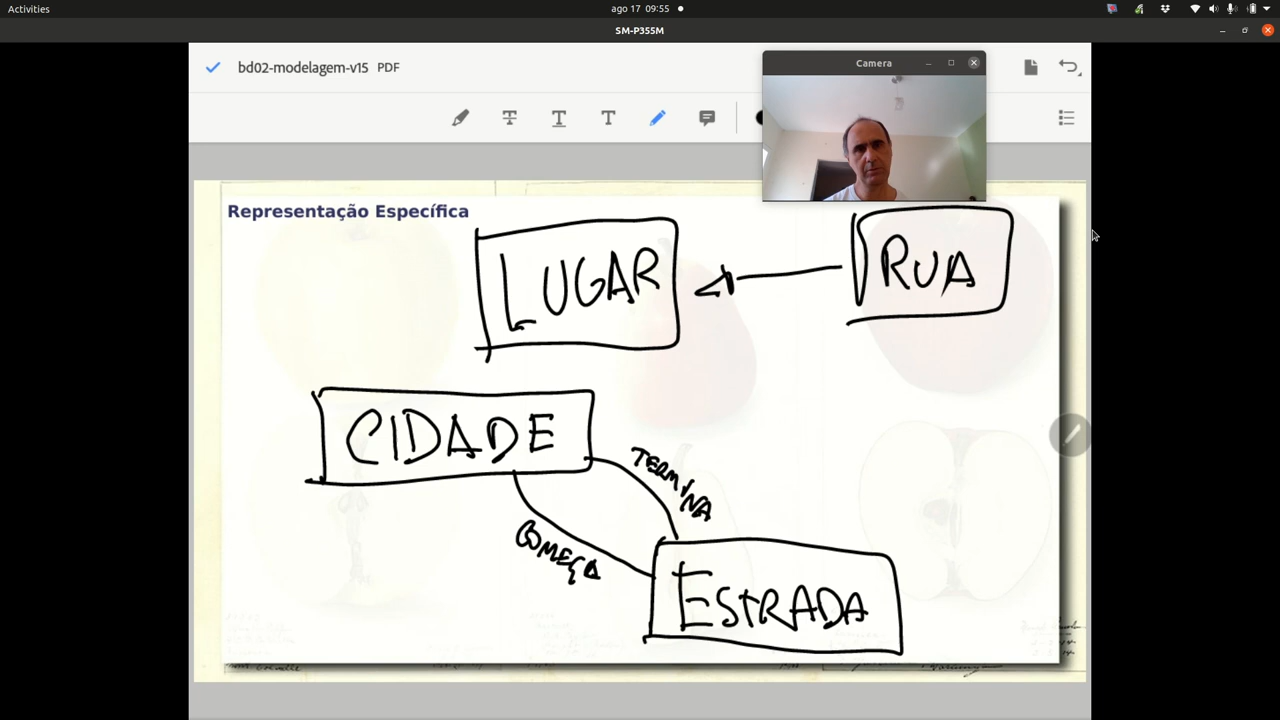 Activities
ago 17 09:55
SM-P355M
bd02-modelagem-v15 PDF
Camera
T
T
T
Representação Específica
LUGAR
RUA
CIDADE
TERMINA
COMEÇA
ESTRADA